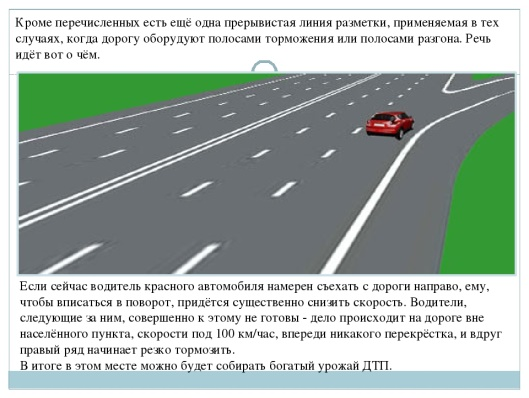 Кроме перечисленных есть ещё одна прерывистая линия разметки, применяемая в тех
случаях, когда дорогу оборудуют полосами торможения или полосами разгона. Речь
идёт вот о чём.
Если сейчас водитель красного автомобиля намерен съехать с дороги направо, ему,
чтобы вписаться в поворот, придётся существенно снизить скорость. Водители,
следующие за ним, совершенно к этому не готовы - дело происходит на дороге вне
населённого пункта, скорости под 100 км/час, впереди никакого перекрёстка, и вдруг
правый ряд начинает резко тормозить.
В итоге в этом месте можно будет собирать богатый урожай ДТП.